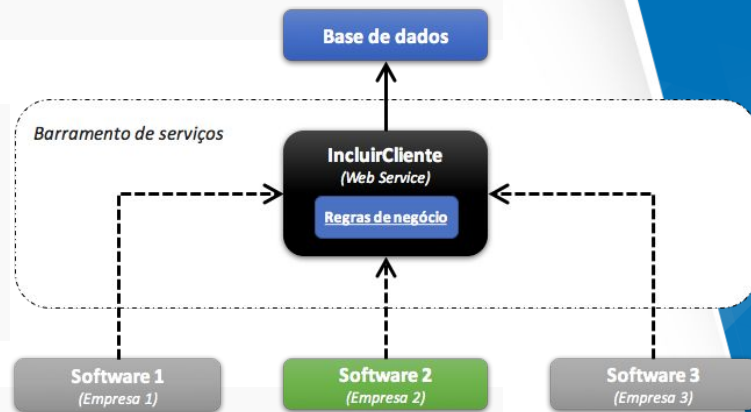 Base de dados
Barramento de serviços
IncluirCliente
(Web Service)
Regras de negócio
Software 1
(Empresa 1)
Software 2
(Empresa 2)
Software 3
(Empresa 3)